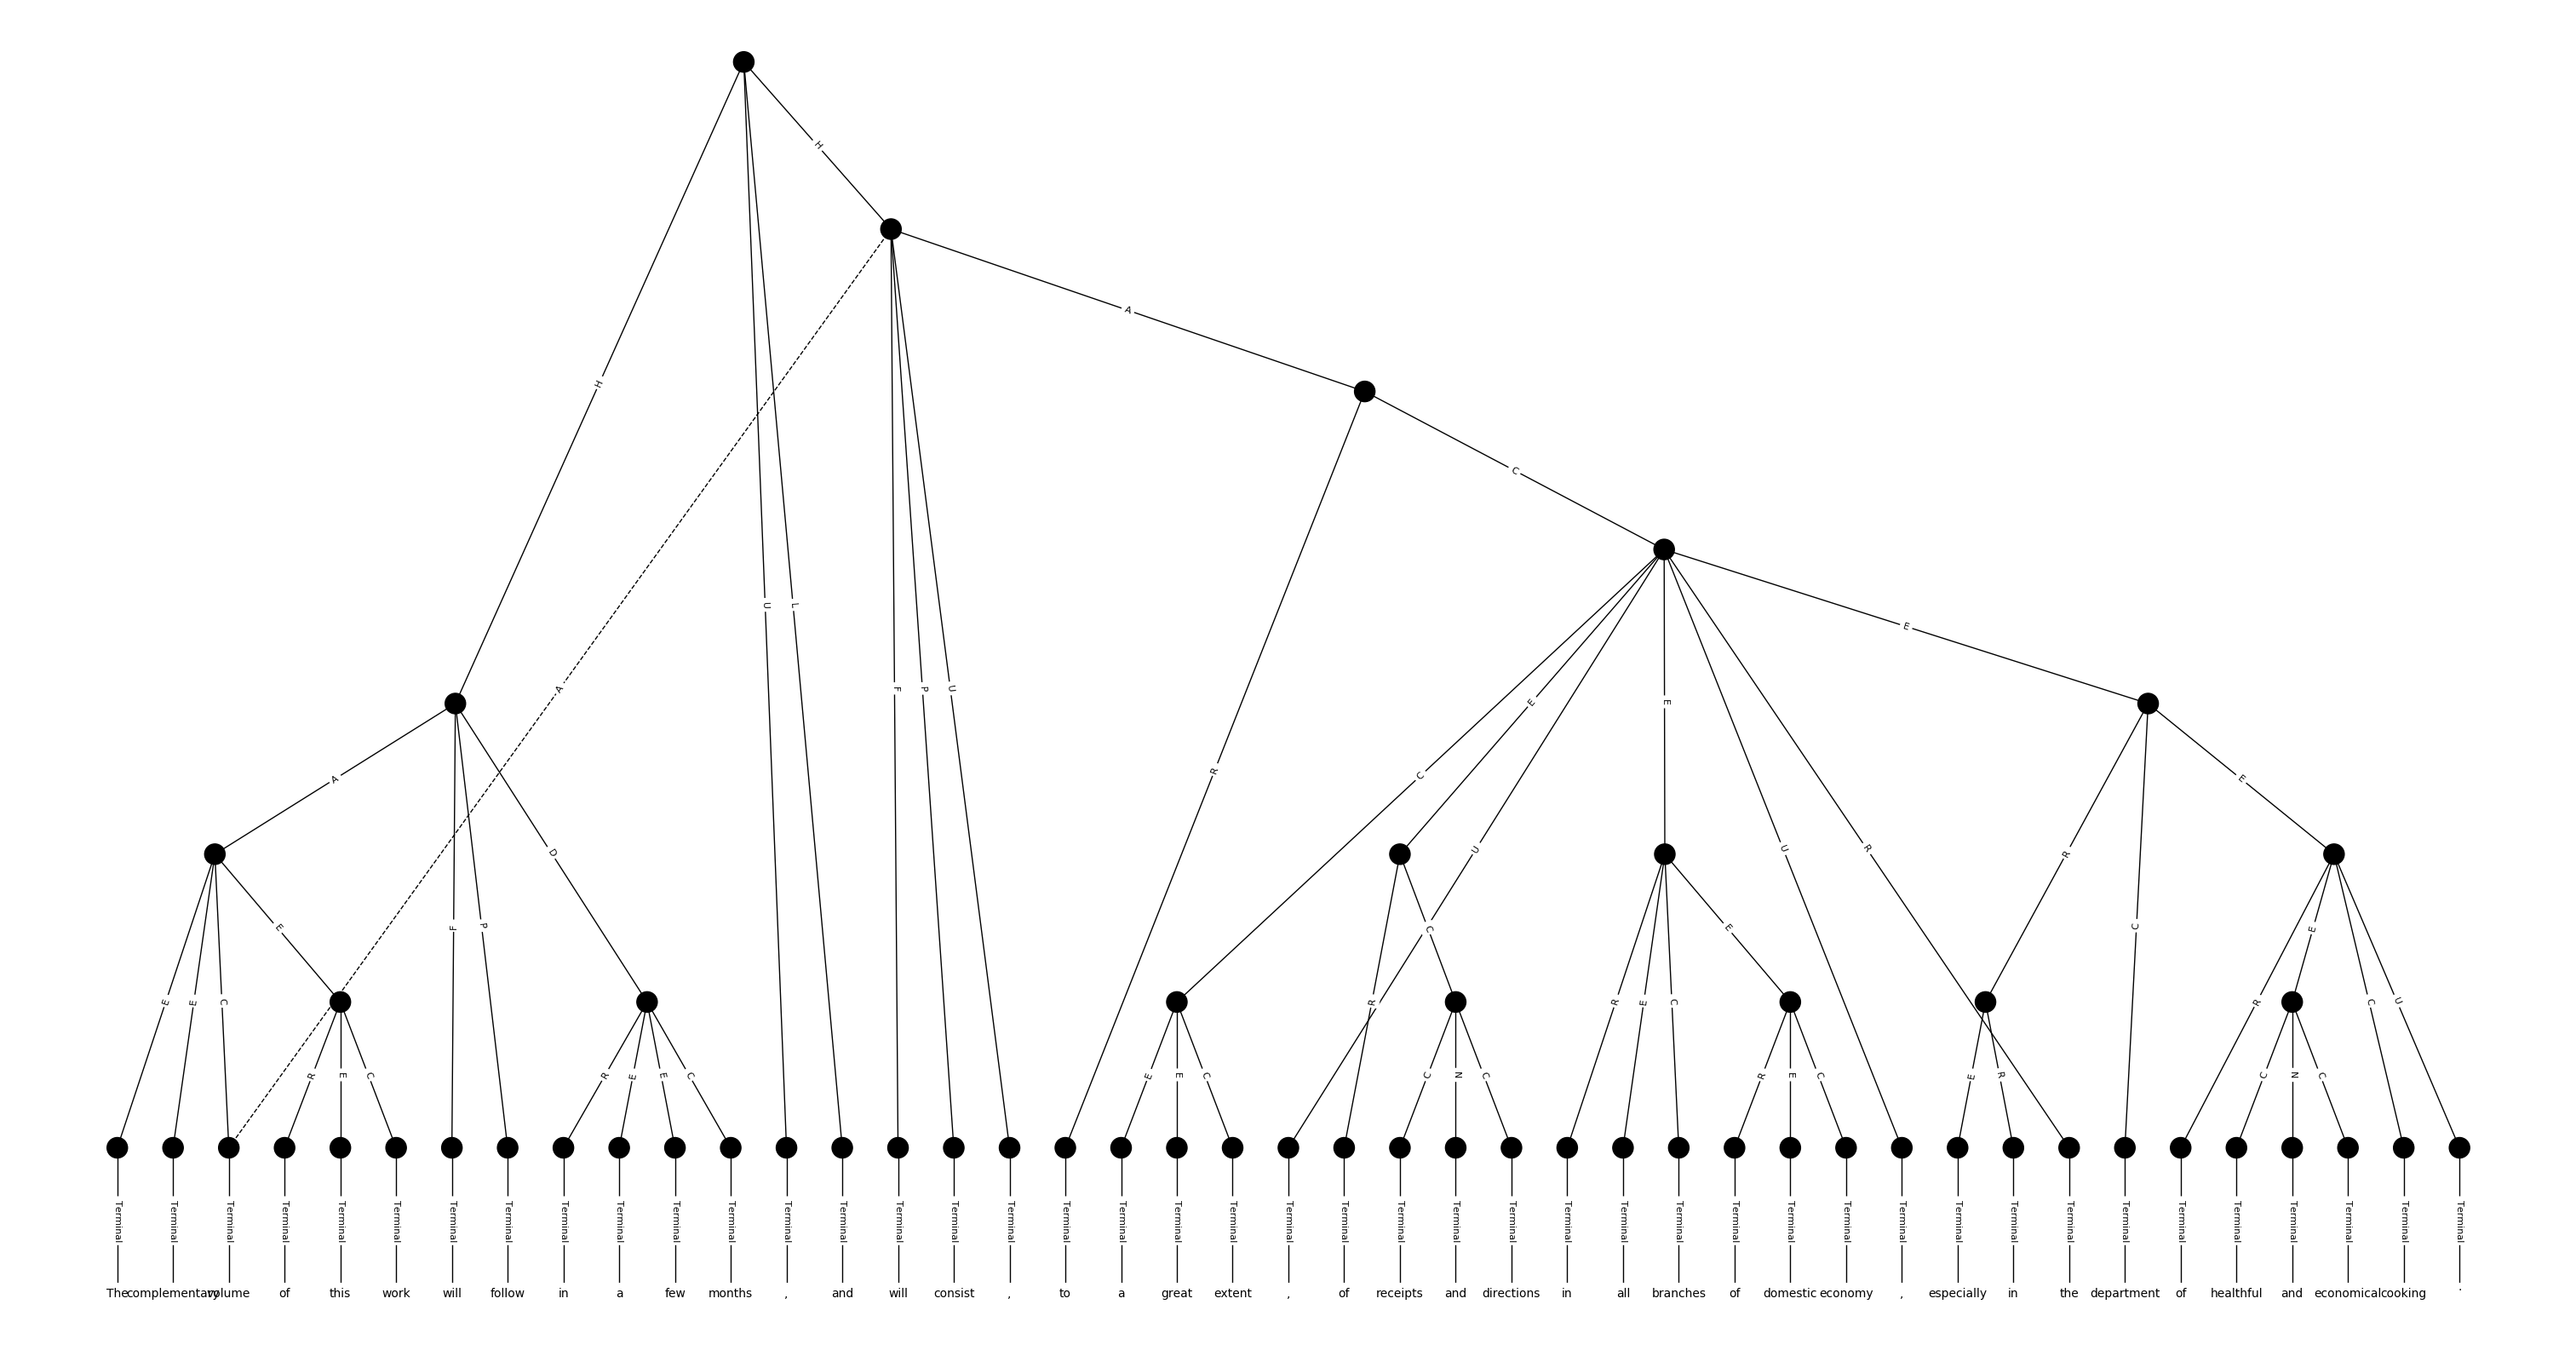 H
A
C
H
E
U L
A F P U E E
R
A C
D U U R R E
E F P C E C
E E C R R E C R C U
R E C R E E C E E C C N C R E C E R C N C
Terminal Terminal Terminal Terminal Terminal Terminal Terminal Terminal Terminal Terminal Terminal Terminal Terminal Terminal Terminal Terminal Terminal Terminal Terminal Terminal Terminal Terminal Terminal Terminal Terminal Terminal Terminal Terminal Terminal Terminal Terminal Terminal Terminal Terminal Terminal Terminal Terminal Terminal Terminal Terminal Terminal Terminal Terminal
The complementary volume of this work will follow in a few months , and will consist , to a great extent , of receipts and directions in all branches of domestic economy , especially in the department of healthful and economical cooking .